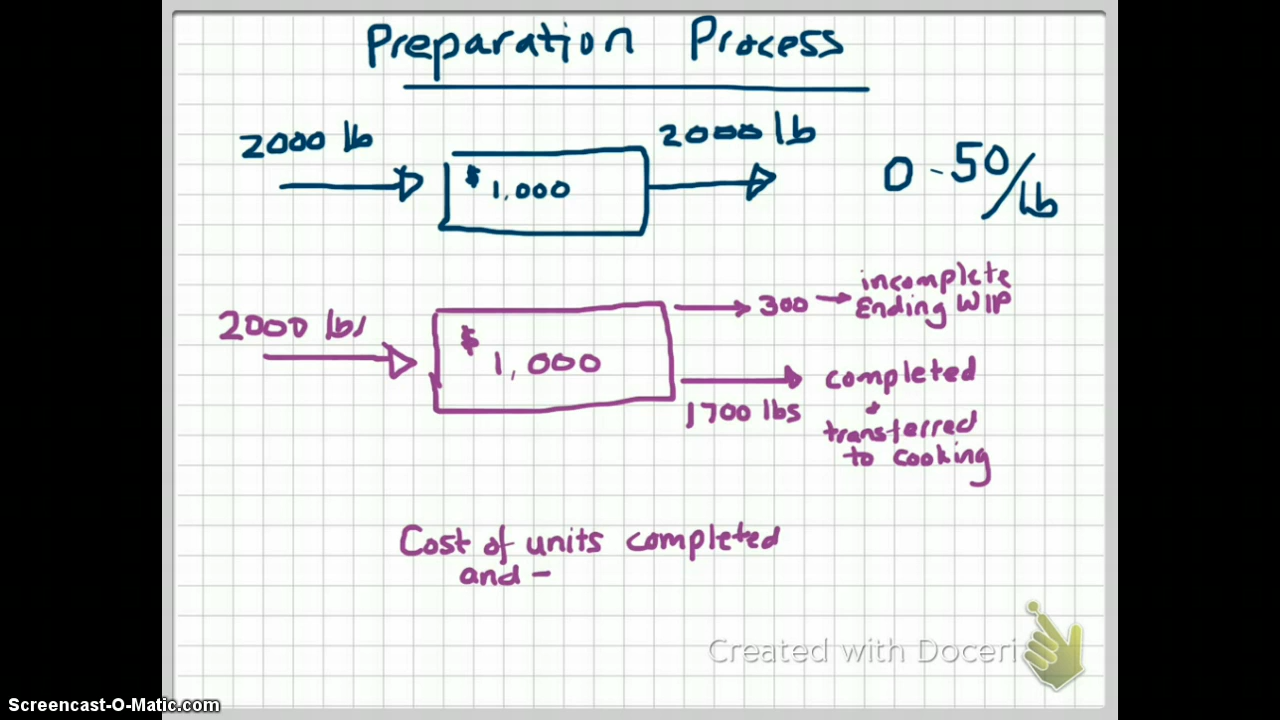 Preparation Process
2000 lb
$ 1,000
2000 lb
0.50/lb
2000 lbs
$ 1,000
300
incomplete
Ending WIP
1700 lbs
completed
+
transferred
to cooking
Cost of units completed
and -
Created with Doceri
Screencast-O-Matic.com